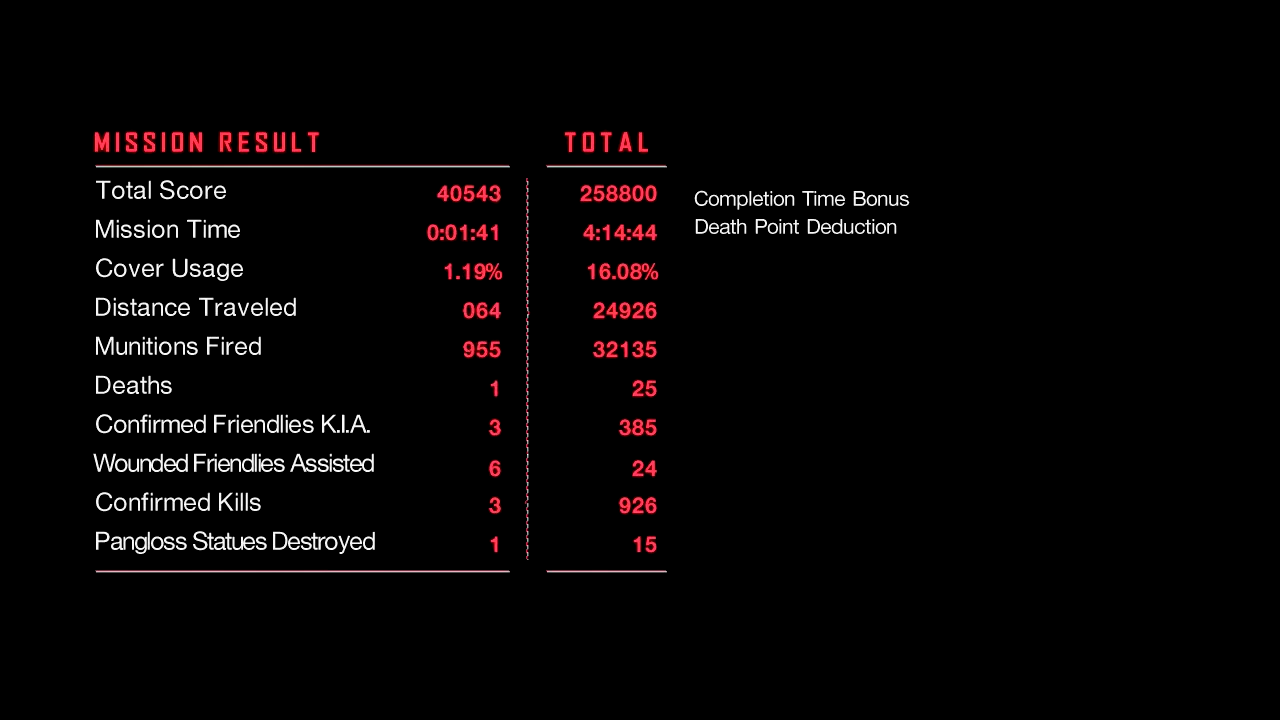 MISSION RESULT TOTAL
Total Score 40543 258800 Completion Time Bonus
Mission Time 0:01:41 4:14:44 Death Point Deduction
Cover Usage 1.19% 16.08%
Distance Traveled 064 24926
Munitions Fired 955 32135
Deaths 1 25
Confirmed Friendlies K.I.A. 3 385
Wounded Friendlies Assisted 6 24
Confirmed Kills 3 926
Pangloss Statues Destroyed 1 15